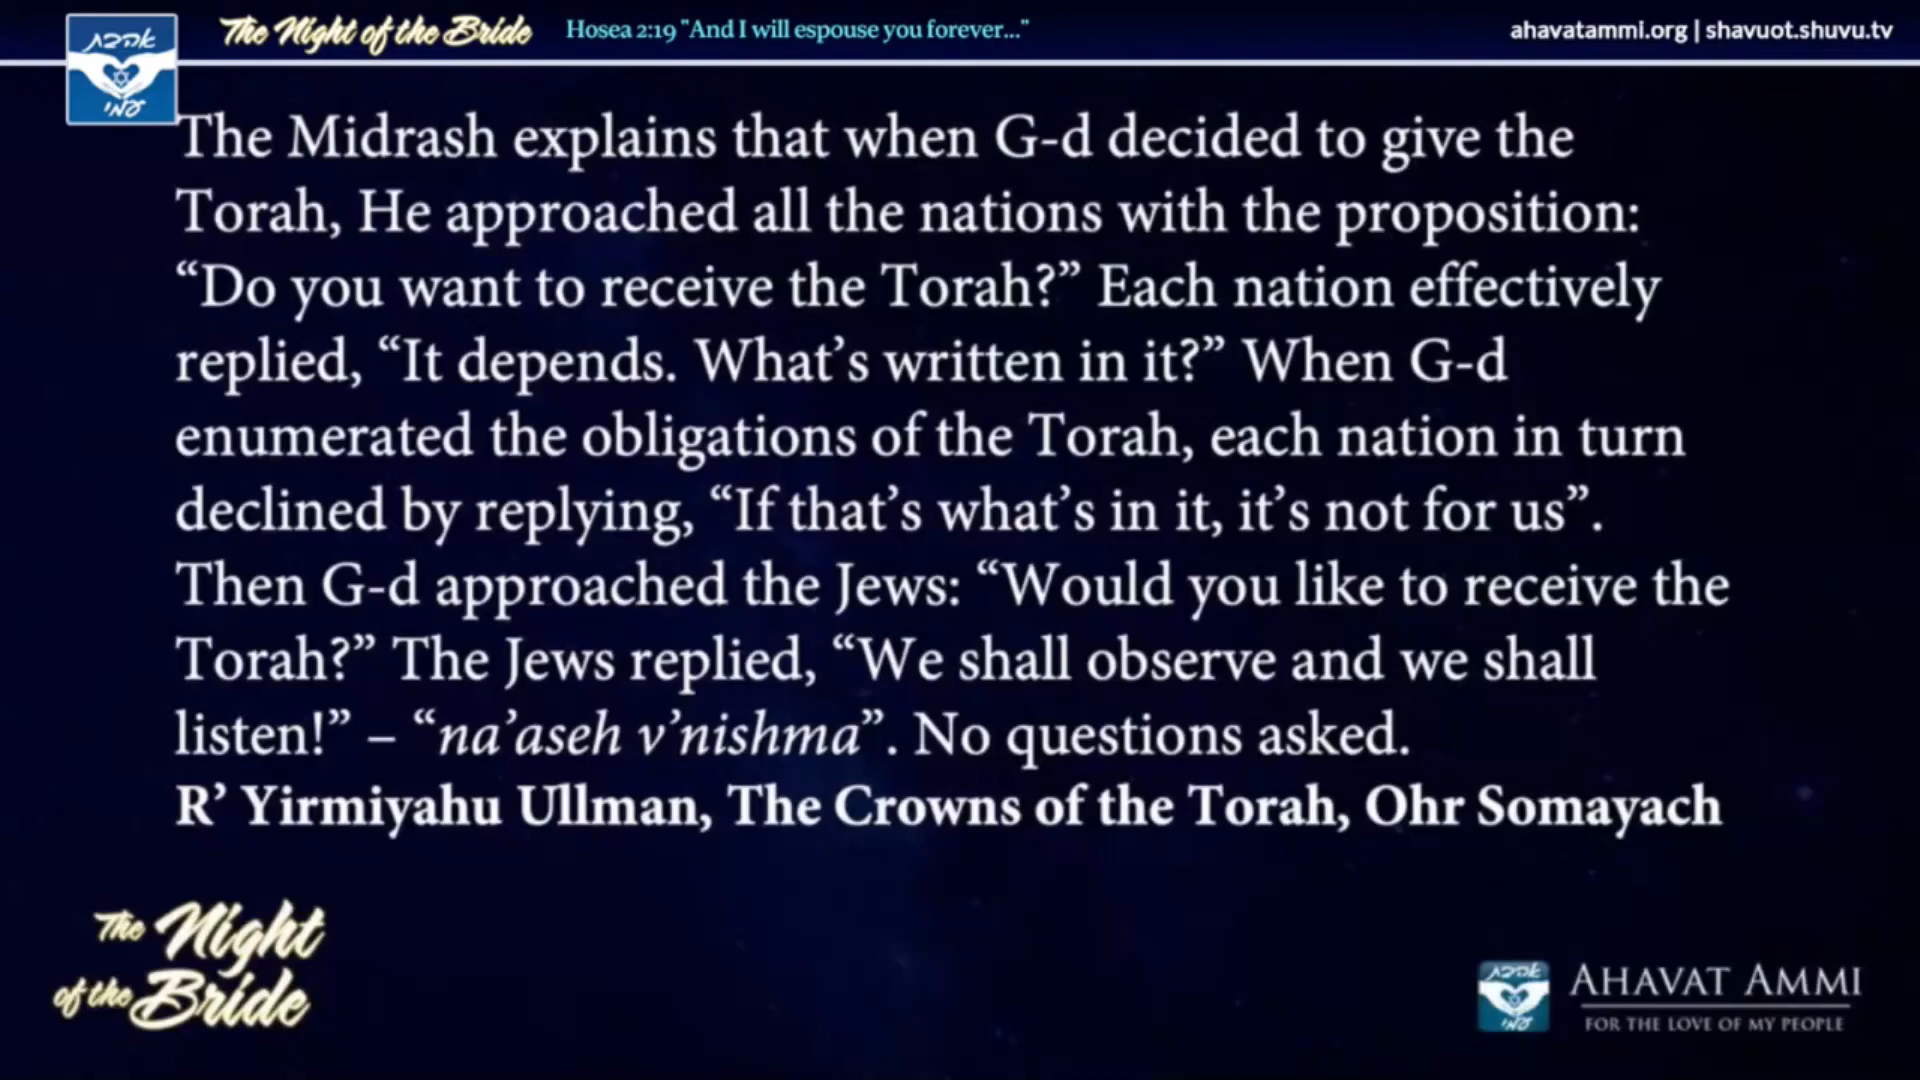 The Night of the Bride
Hosea 2:19 "And I will espouse you forever..."
ahavatammi.org | shavuot.shuvu.tv
אהבת
עמי
The Midrash explains that when G-d decided to give the
Torah, He approached all the nations with the proposition:
“Do you want to receive the Torah?” Each nation effectively
replied, “It depends. What’s written in it?” When G-d
enumerated the obligations of the Torah, each nation in turn
declined by replying, “If that’s what’s in it, it’s not for us”.
Then G-d approached the Jews: “Would you like to receive the
Torah?” The Jews replied, “We shall observe and we shall
listen!” – “na’aseh v’nishma”. No questions asked.
R’ Yirmiyahu Ullman, The Crowns of the Torah, Ohr Somayach
The Night
of the Bride
אהבת
עמי
AHAVAT AMMI
FOR THE LOVE OF MY PEOPLE